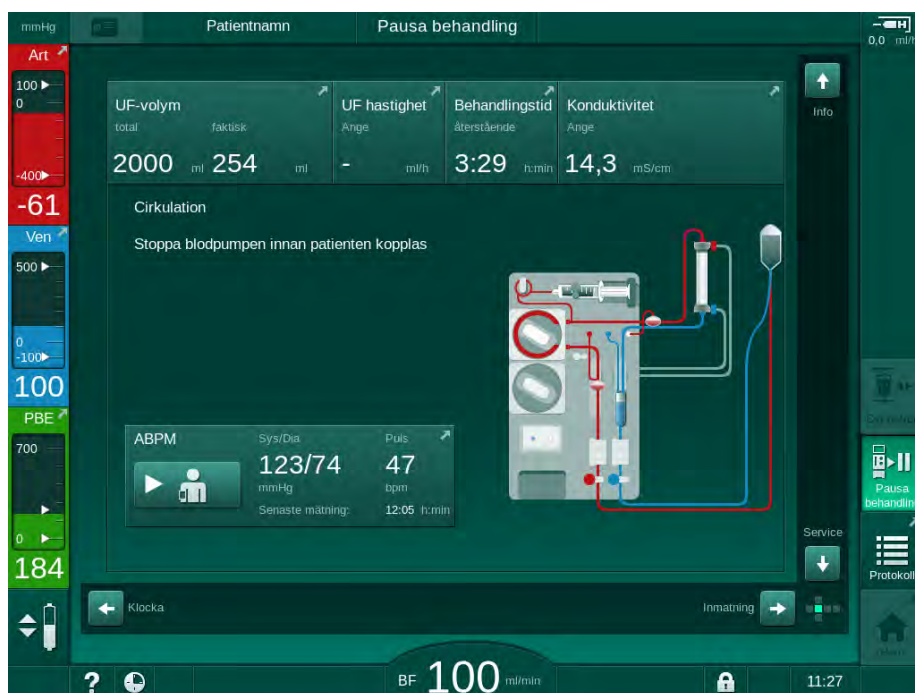 mmHg
Patientnamn
Pausa behandling
0,0 ml/h
Art
100
0
-400
-61
Ven
500
0
-100
100
PBE
700
0
184
UF-volym
total faktisk
2000 ml 254 ml
UF hastighet
Ange
- ml/h
Behandlingstid
återstående
3:29 h:min
Konduktivitet
Ange
14,3 mS/cm
Cirkulation
Stoppa blodpumpen innan patienten kopplas
ABPM
Sys/Dia
123/74
mmHg
Puls
47
bpm
Senaste mätning: 12:05 h:min
Info
Service
Pausa
behandling
Protokoll
Klocka
Inmatning
? BF 100 ml/min
11:27